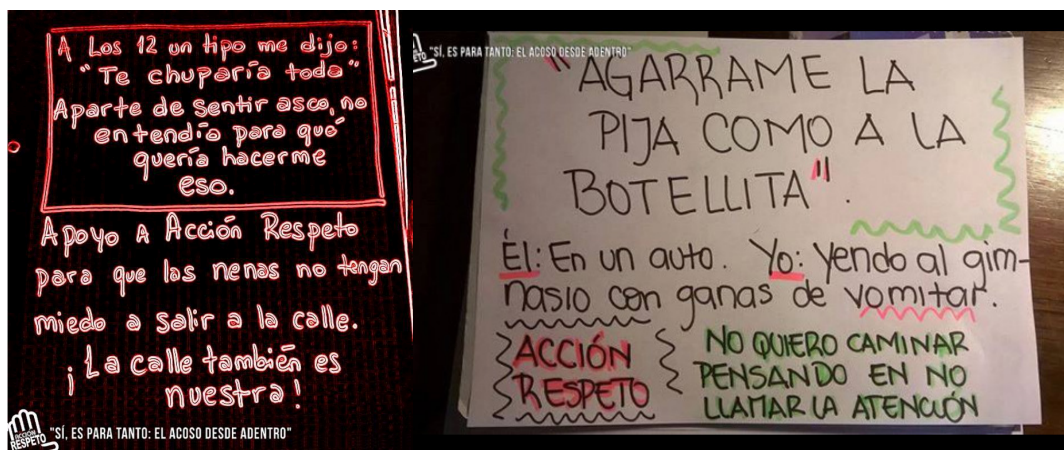 A Los 12 un tipo me dijo:
"Te chuparía toda"
Aparte de sentir asco, no
entendía para qué
quería hacerme
eso.
Apoyo A Acción Respeto
para que las nenas no tengan
miedo a salir a la calle.
¡La calle también es
nuestra!
ACCIÓN
RESPETO
"SÍ, ES PARA TANTO: EL ACOSO DESDE ADENTRO"
"SÍ, ES PARA TANTO: EL ACOSO DESDE ADENTRO"
"AGARRAME LA
PIJA COMO A LA
BOTELLITA".
Él: En un auto. Yo: yendo al gim-
nasio con ganas de vomitar.
ACCIÓN
RESPETO
NO QUIERO CAMINAR
PENSANDO EN NO
LLAMAR LA ATENCIÓN